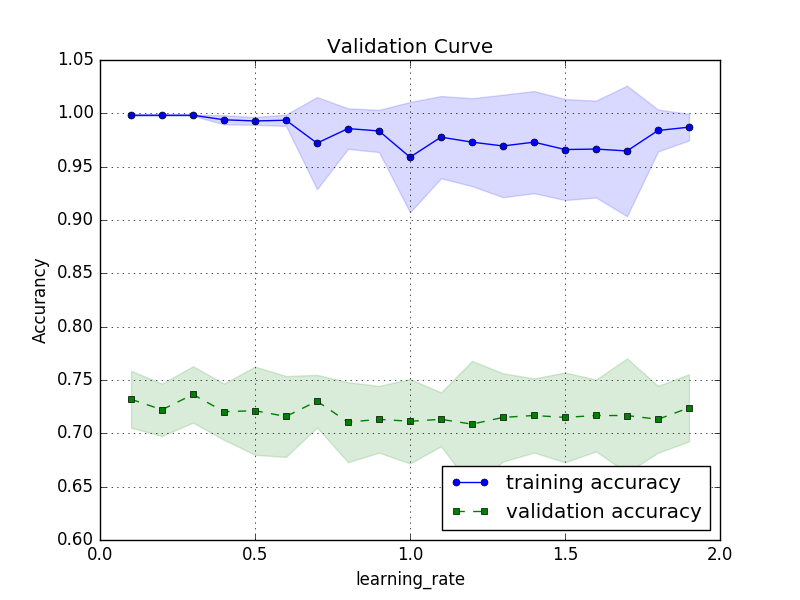 Validation Curve
1.05
1.00
0.95
0.90
0.85
0.80
0.75
0.70
0.65
0.60
Accurancy
training accuracy
validation accuracy
0.0 0.5 1.0 1.5 2.0
learning_rate